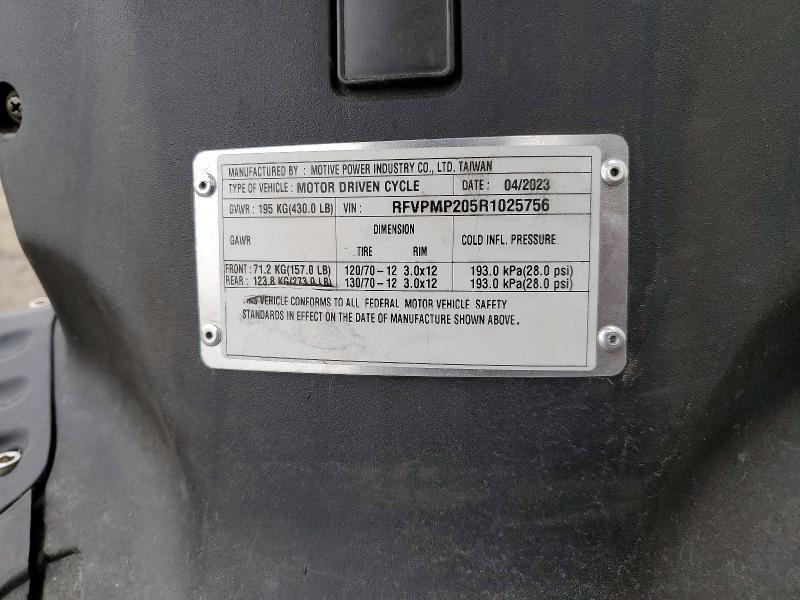 MANUFACTURED BY : MOTIVE POWER INDUSTRY CO., LTD. TAIWAN
TYPE OF VEHICLE : MOTOR DRIVEN CYCLE DATE : 04/2023
GVWR : 195 KG(430.0 LB) VIN : RFVPMP205R1025756
GAWR DIMENSION COLD INFL. PRESSURE
TIRE RIM
FRONT : 71.2 KG(157.0 LB) 120/70-12 3.0x12 193.0 kPa(28.0 psi)
REAR : 123.8 KG(273.0 LB) 130/70-12 3.0x12 193.0 kPa(28.0 psi)
THIS VEHICLE CONFORMS TO ALL FEDERAL MOTOR VEHICLE SAFETY
STANDARDS IN EFFECT ON THE DATE OF MANUFACTURE SHOWN ABOVE.